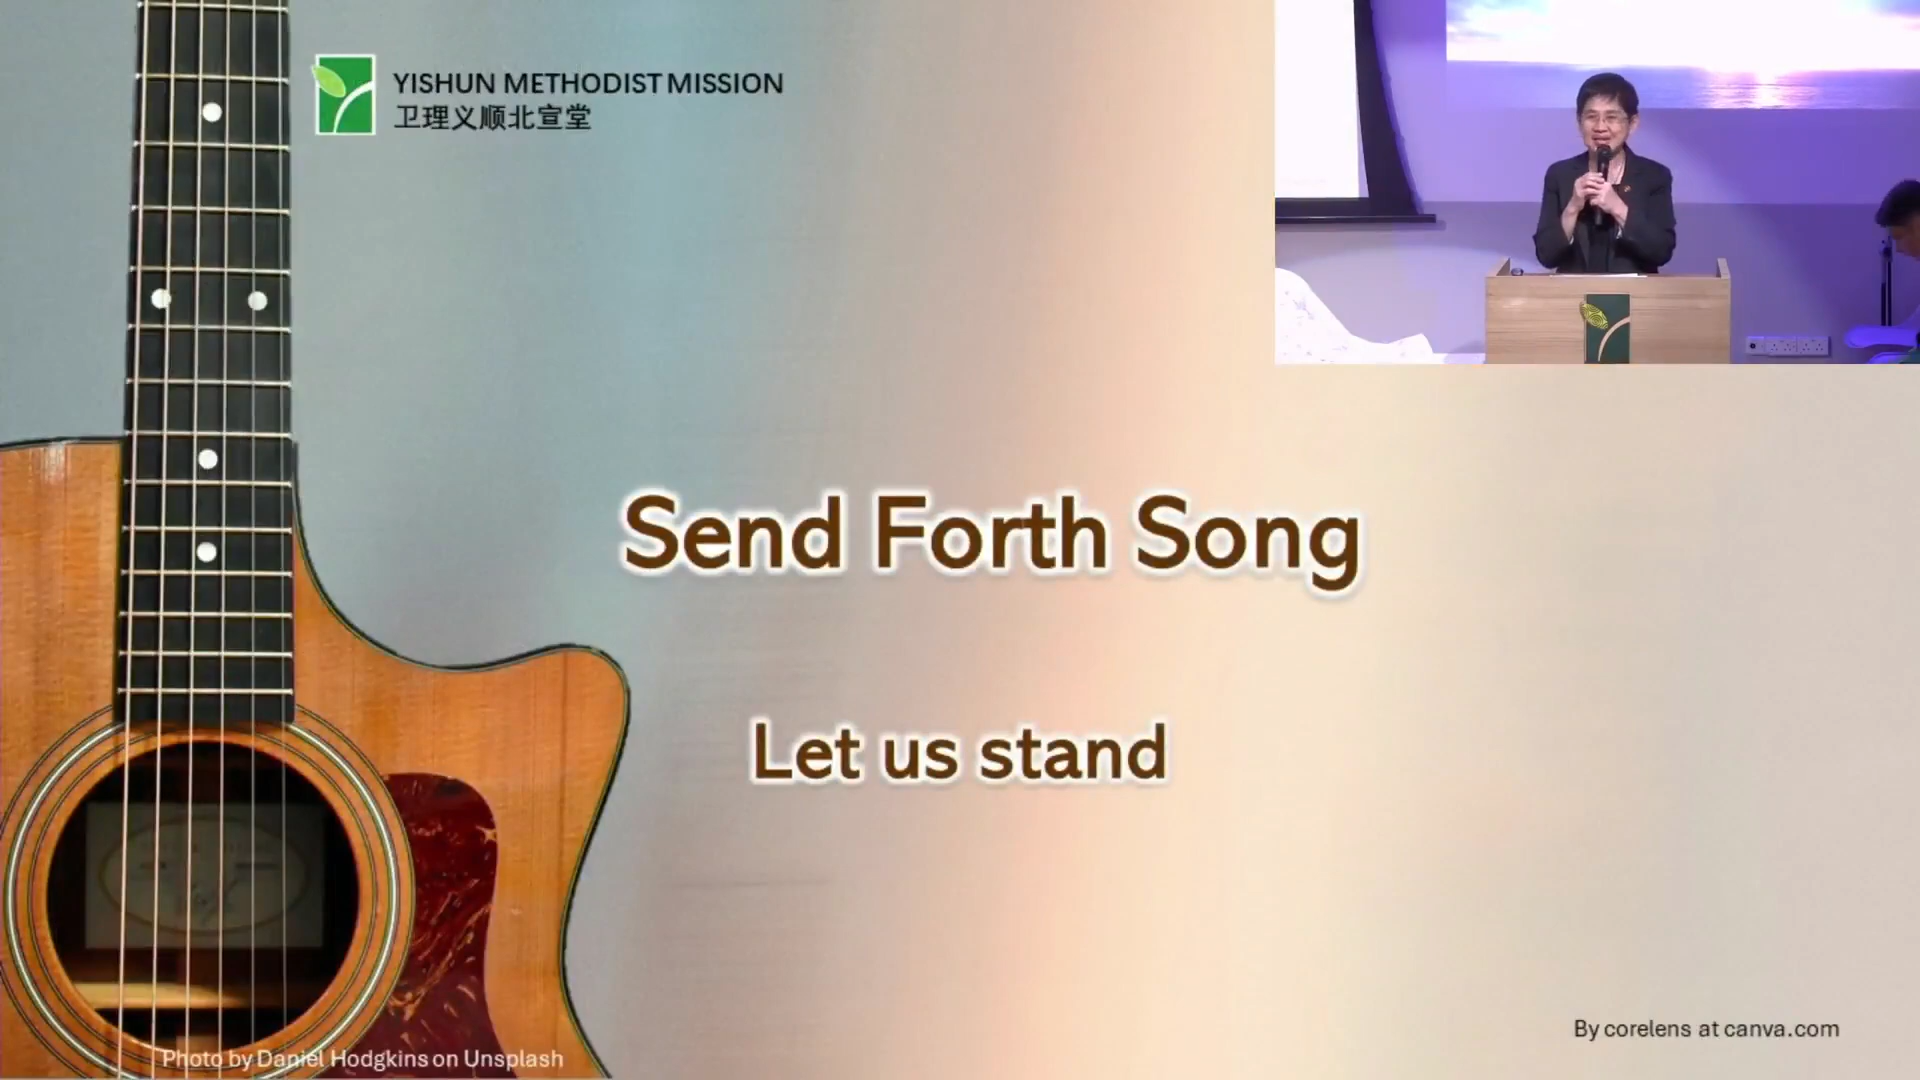 YISHUN METHODIST MISSION
卫理义顺北宣堂
Send Forth Song
Let us stand
By corelens at canva.com
Photo by Daniel Hodgkins on Unsplash